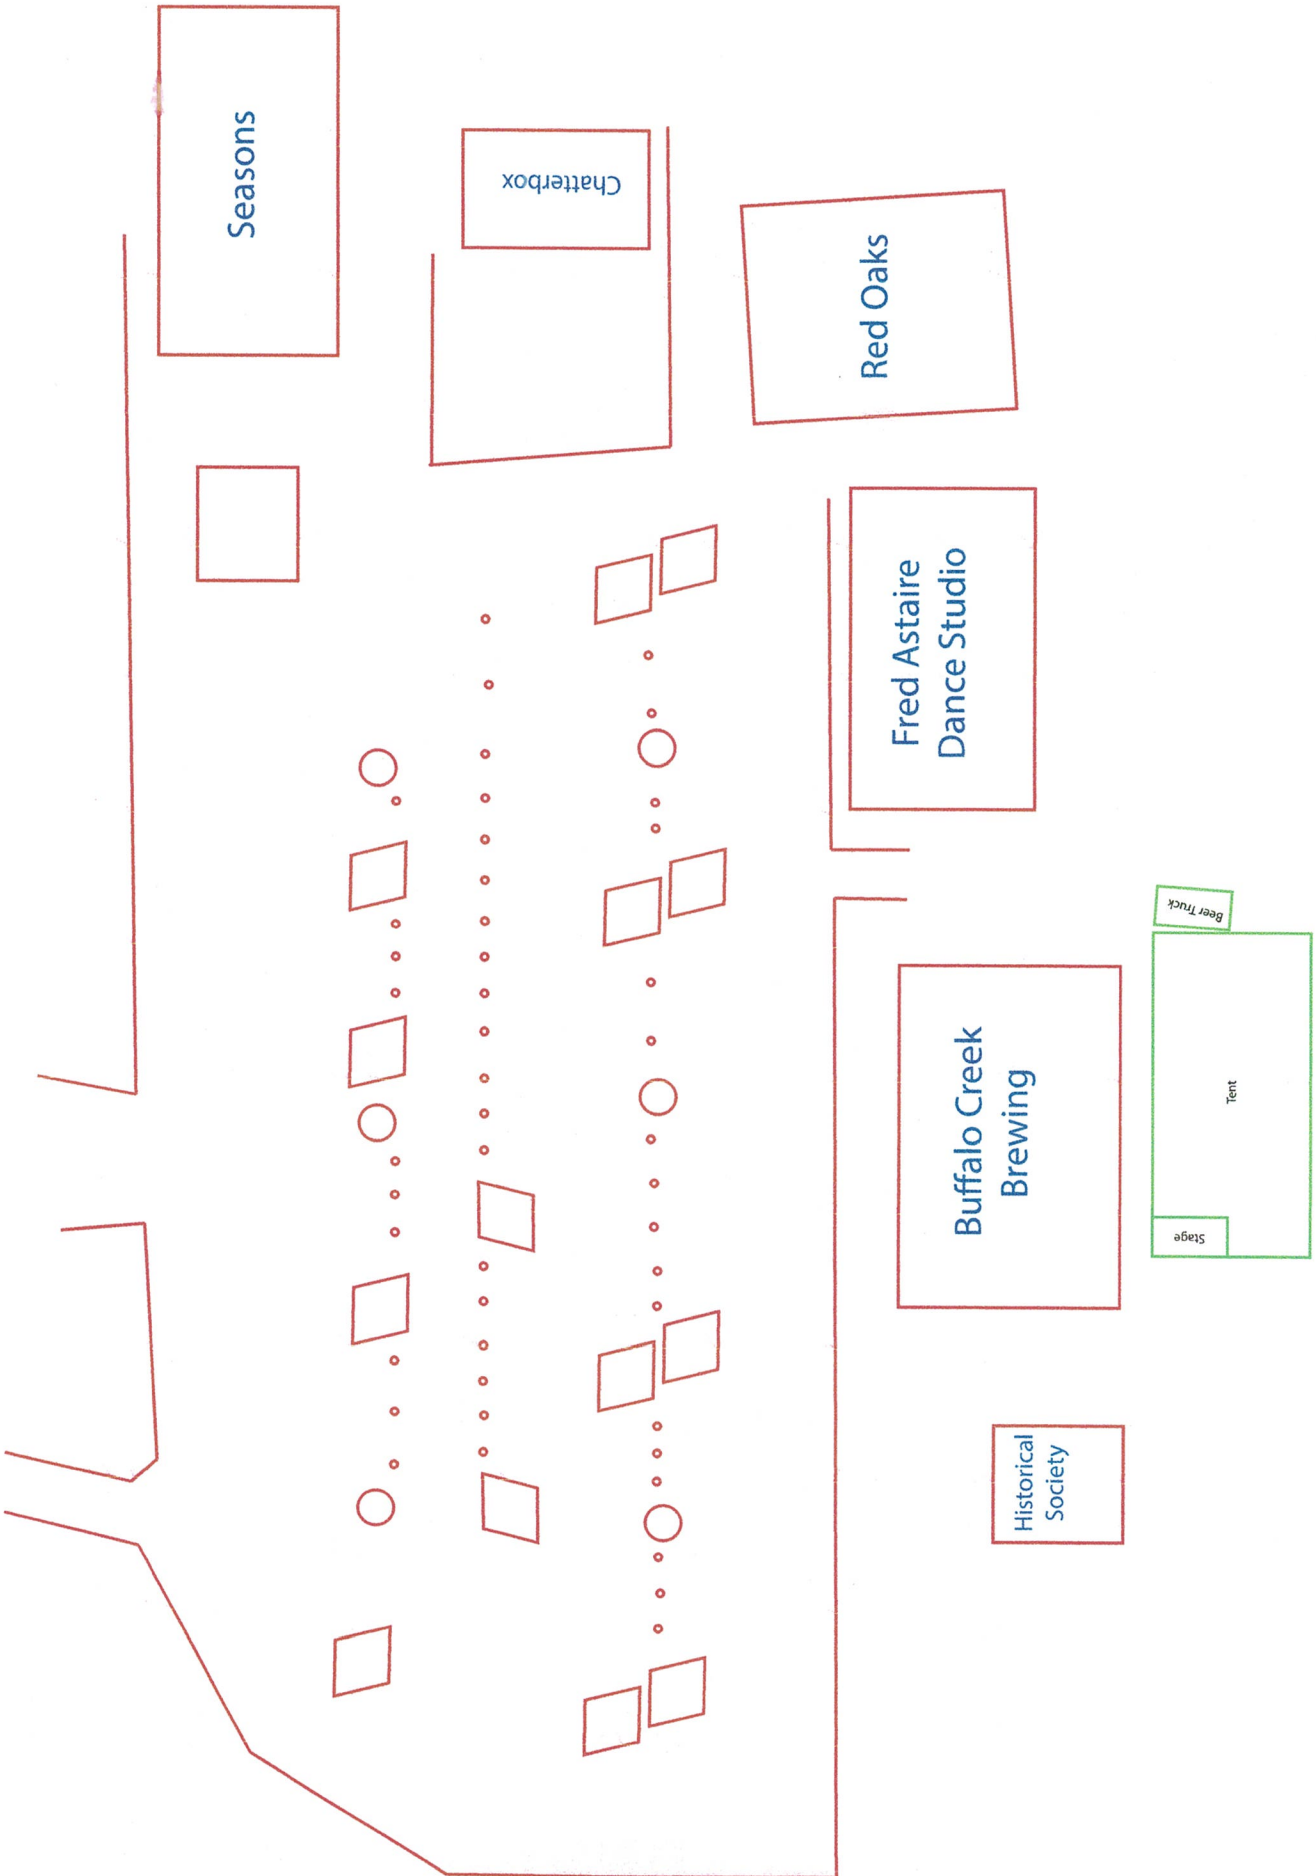 Seasons
Chatterbox
Red Oaks
Fred Astaire
Dance Studio
Beer Truck
Buffalo Creek
Brewing
Tent
Stage
Historical
Society